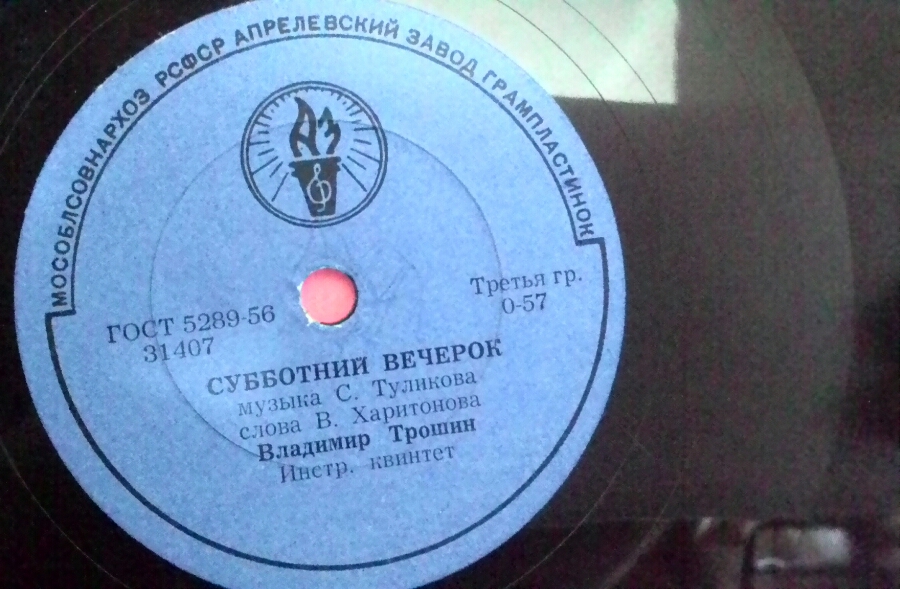 МОСОБЛСОВНАРХОЗ РСФСР АПРЕЛЕВСКИЙ ЗАВОД ГРАМПЛАСТИНОК
АЗ
ГОСТ 5289-56
31407
Третья гр.
0-57
СУББОТНИЙ ВЕЧЕРОК
музыка С. Туликова
слова В. Харитонова
Владимир Трошин
Инстр. квинтет